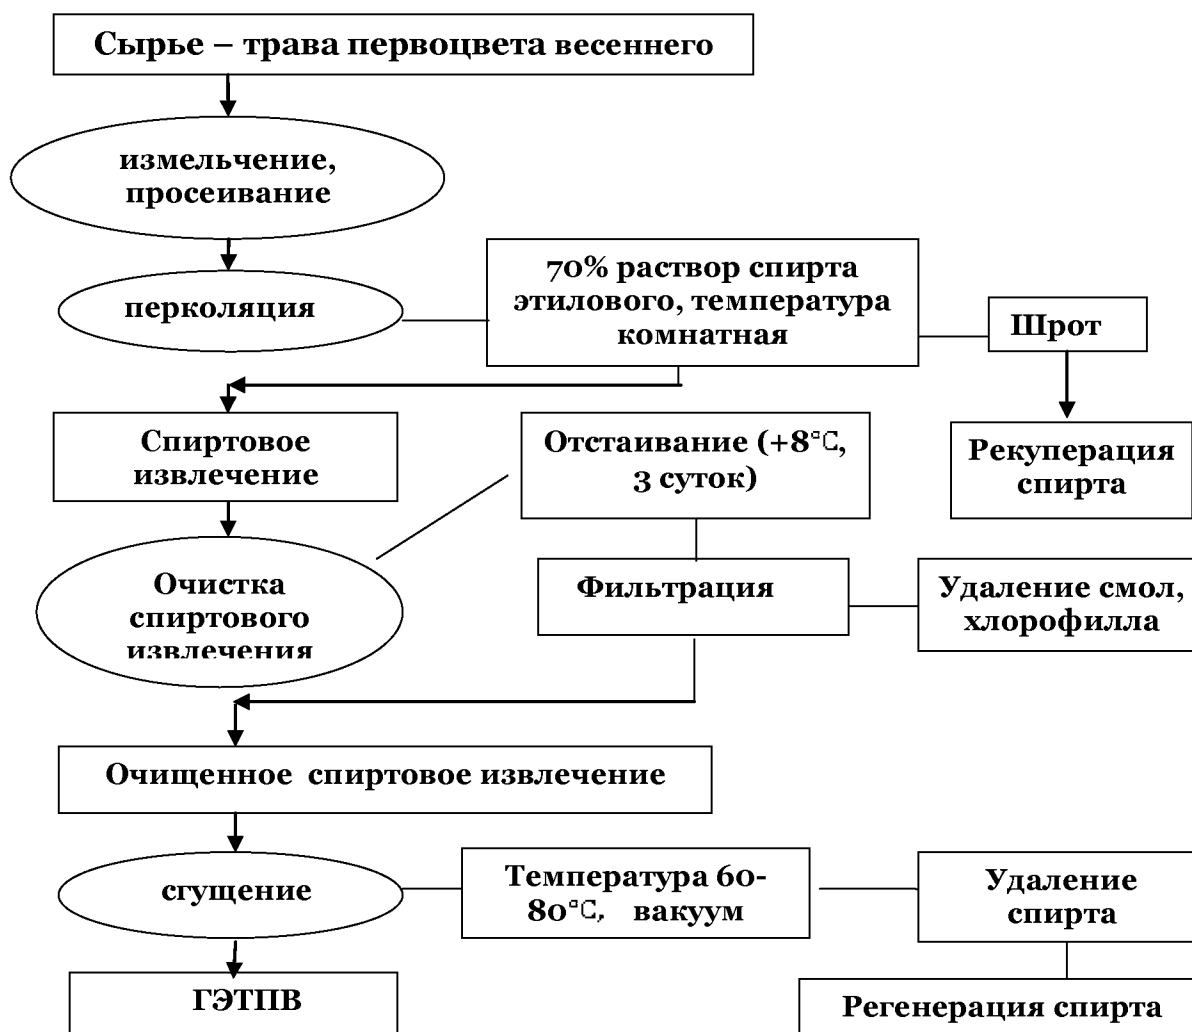 Сырье – трава первоцвета весеннего
измельчение,
просеивание
перколяция
70% раствор спирта
этилового, температура
комнатная
Шрот
Спиртовое
извлечение
Отстаивание (+8°С,
3 суток)
Рекуперация
спирта
Очистка
спиртового
извлечения
Фильтрация
Удаление смол,
хлорофилла
Очищенное спиртовое извлечение
сгущение
Температура 60-
80°С, вакуум
Удаление
спирта
ГЭТПВ
Регенерация спирта